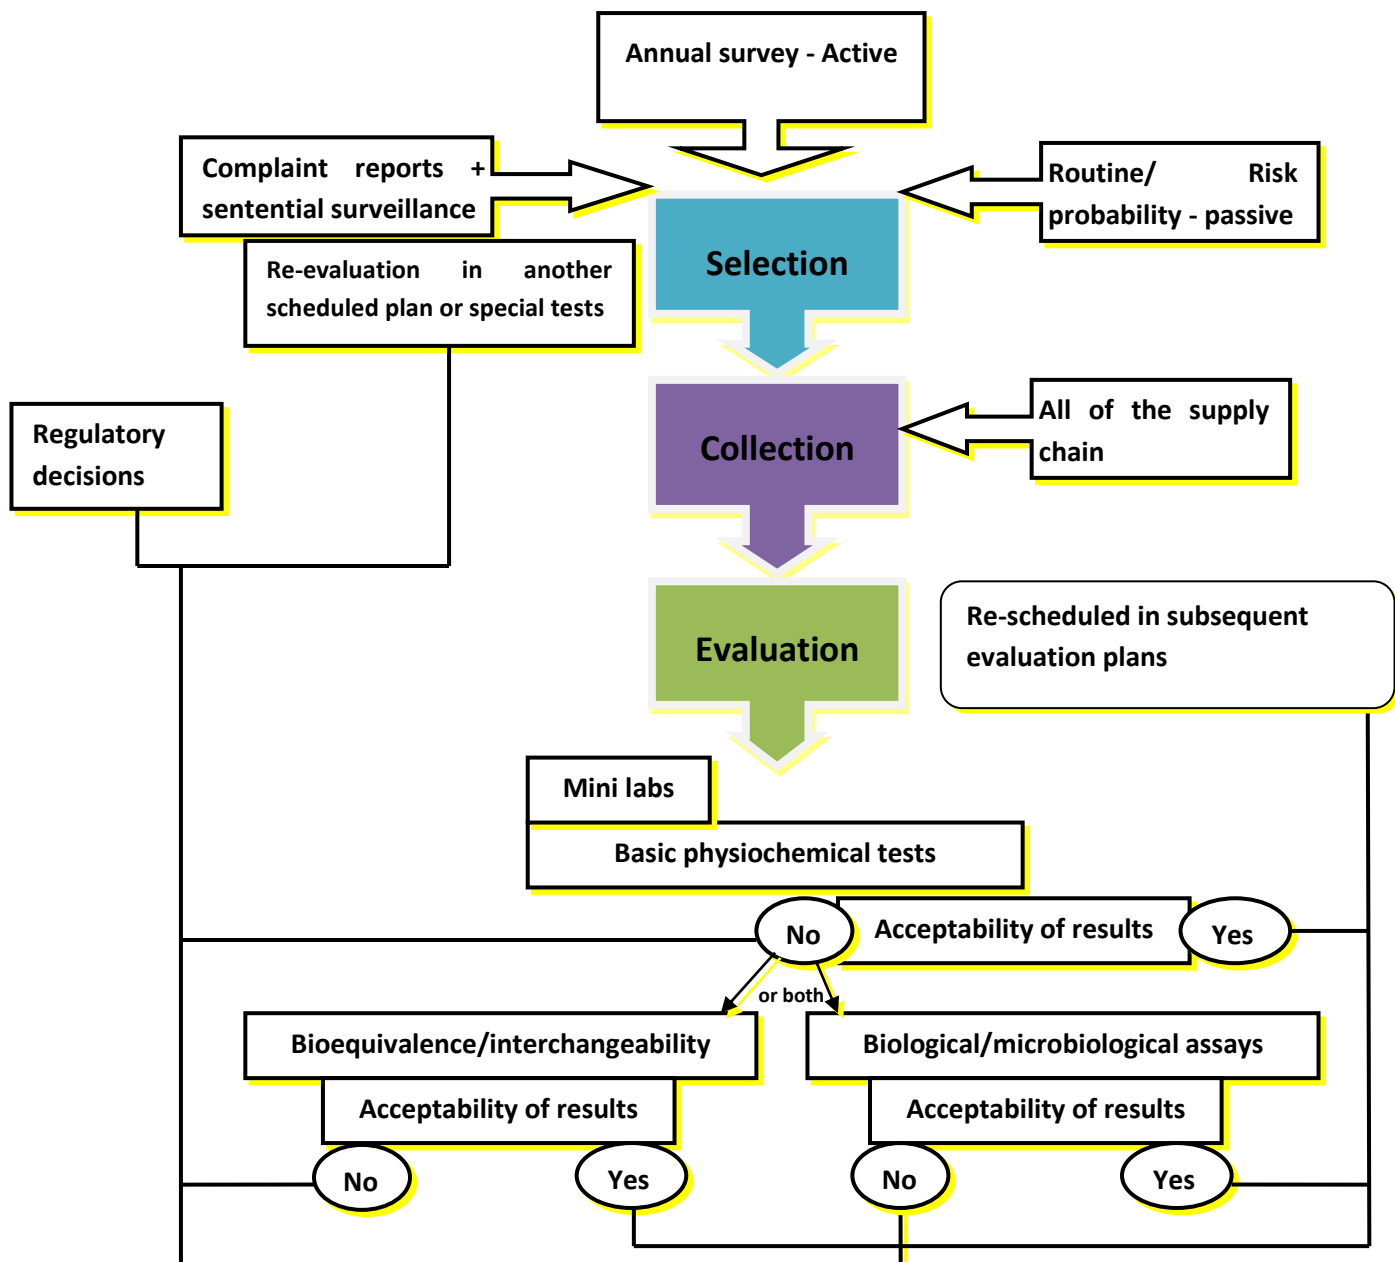 Annual survey - Active
Complaint reports +
sentential surveillance
Routine/ Risk
probability - passive
Selection
Re-evaluation in another
scheduled plan or special tests
Collection
All of the supply
chain
Regulatory
decisions
Evaluation
Re-scheduled in subsequent
evaluation plans
Mini labs
Basic physiochemical tests
No
Acceptability of results
Yes
or both
Bioequivalence/interchangeability
Biological/microbiological assays
Acceptability of results
Acceptability of results
No
Yes
No
Yes